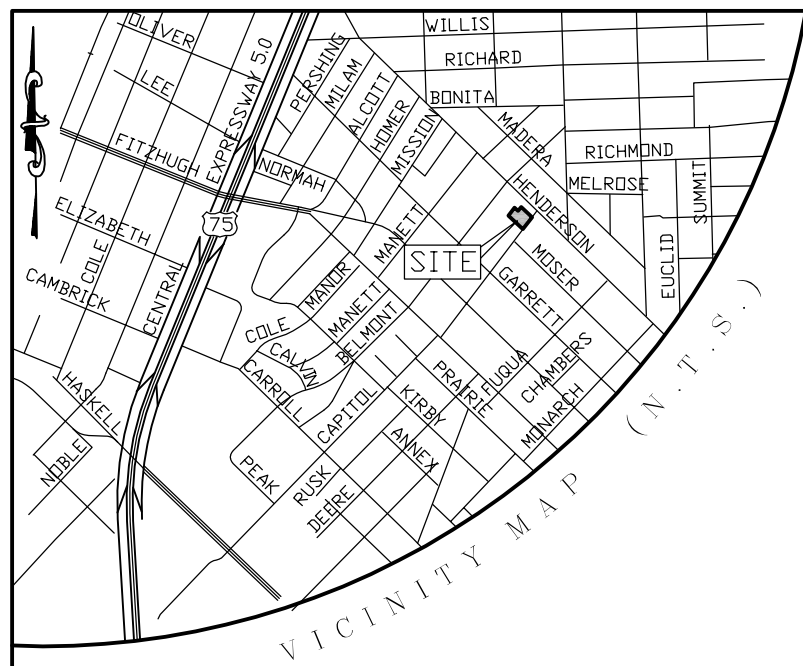 WILLIS
OLIVER
RICHARD
EXPRESSWAY 5.0
PERSHING
MILAM
LEE
ALCOTT
BONITA
HOMER
MISSION
MADERA
FITZHUGH
RICHMOND
NORMAH
MELROSE
HENDERSON
SUMMIT
ELIZABETH
75
MANETT
COLE
SITE
MOSER
EUCLID
CAMBRICK
CENTRAL
MANOR
GARRETT
MANETT
COLE
BELMONT
CALVIN
CARROLL
HASKELL
PRAIRIE
FUQUA
CHAMBERS
CAPITOL
KIRBY
MONARCH
ANNEX
NOBLE
PEAK
RUSK
DEERE
VICINITY MAP (N.T.S.)